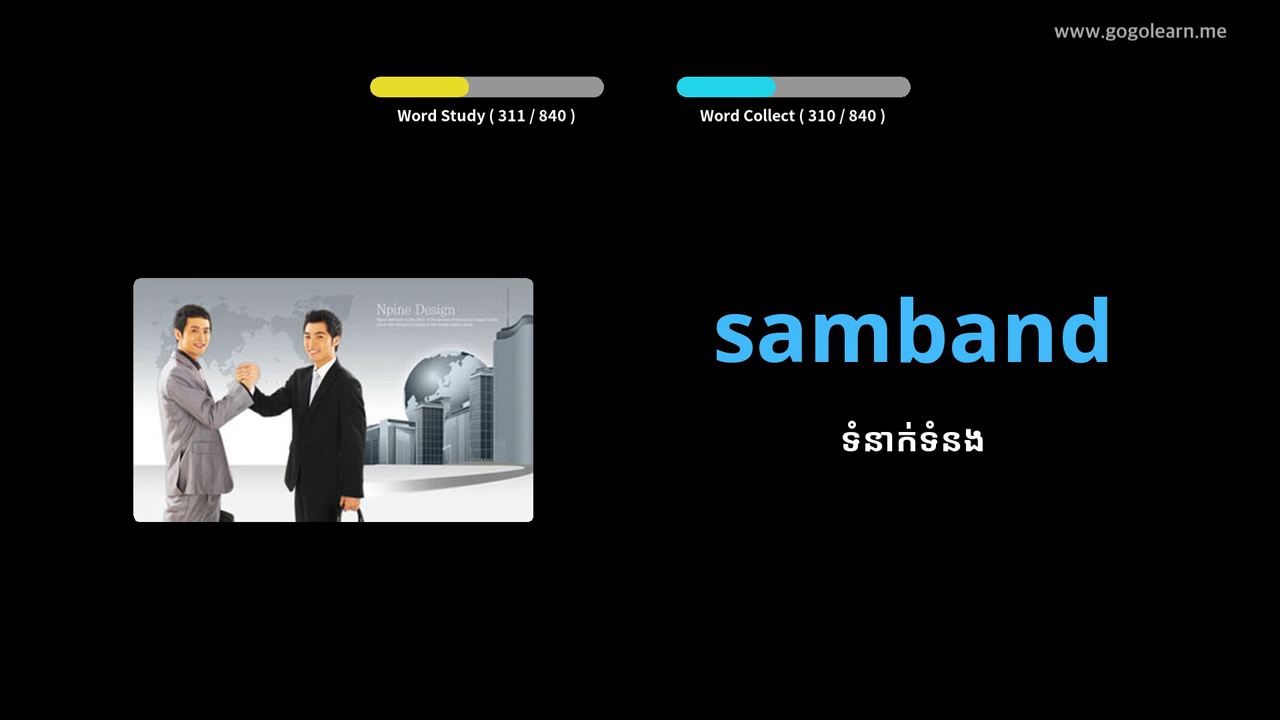 www.gogolearn.me
Word Study ( 311 / 840 )
Word Collect ( 310 / 840 )
Npine Design
samband
ទំនាក់ទំនង